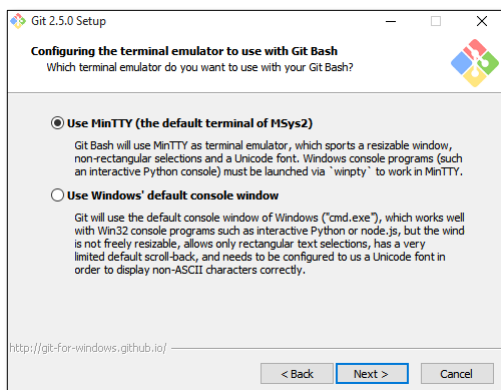 Git 2.5.0 Setup
Configuring the terminal emulator to use with Git Bash
Which terminal emulator do you want to use with your Git Bash?
Use MinTTY (the default terminal of MSys2)
Git Bash will use MinTTY as terminal emulator, which sports a resizable window,
non-rectangular selections and a Unicode font. Windows console programs (such
an interactive Python console) must be launched via `winpty` to work in MinTTY.
Use Windows' default console window
Git will use the default console window of Windows ("cmd.exe"), which works well
with Win32 console programs such as interactive Python or node.js, but the wind
is not freely resizable, allows only rectangular text selections, has a very
limited default scroll-back, and needs to be configured to us a Unicode font in
order to display non-ASCII characters correctly.
http://git-for-windows.github.io/
< Back Next > Cancel